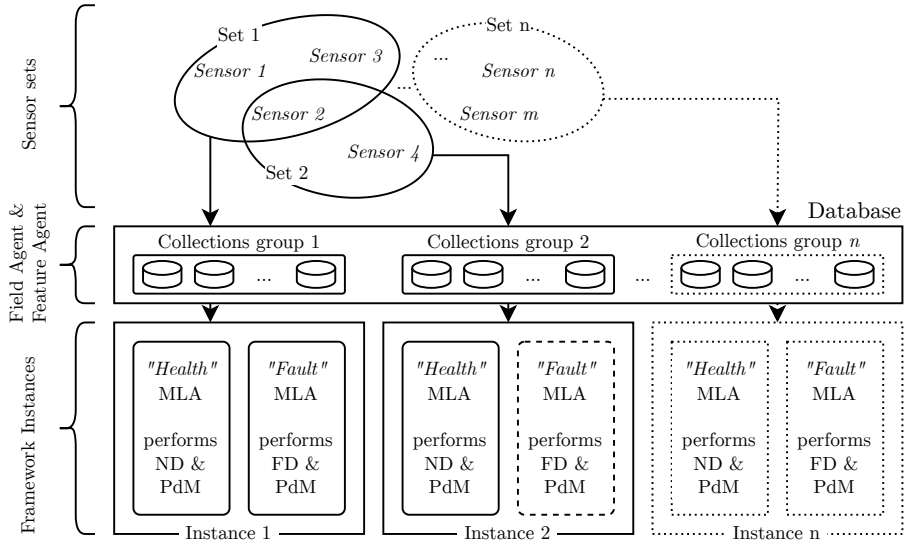 Sensor sets
Set 1
Set n
Sensor 3
...
Sensor 1
Sensor n
...
Sensor 2
Sensor m
Sensor 4
Set 2
Field Agent &
Feature Agent
Database
Collections group 1
Collections group 2
Collections group n
...
...
...
...
Framework Instances
"Health"
MLA
performs
ND &
PdM
"Fault"
MLA
performs
FD &
PdM
Instance 1
"Health"
MLA
performs
ND &
PdM
"Fault"
MLA
performs
FD &
PdM
Instance 2
"Health"
MLA
performs
ND &
PdM
"Fault"
MLA
performs
FD &
PdM
Instance n